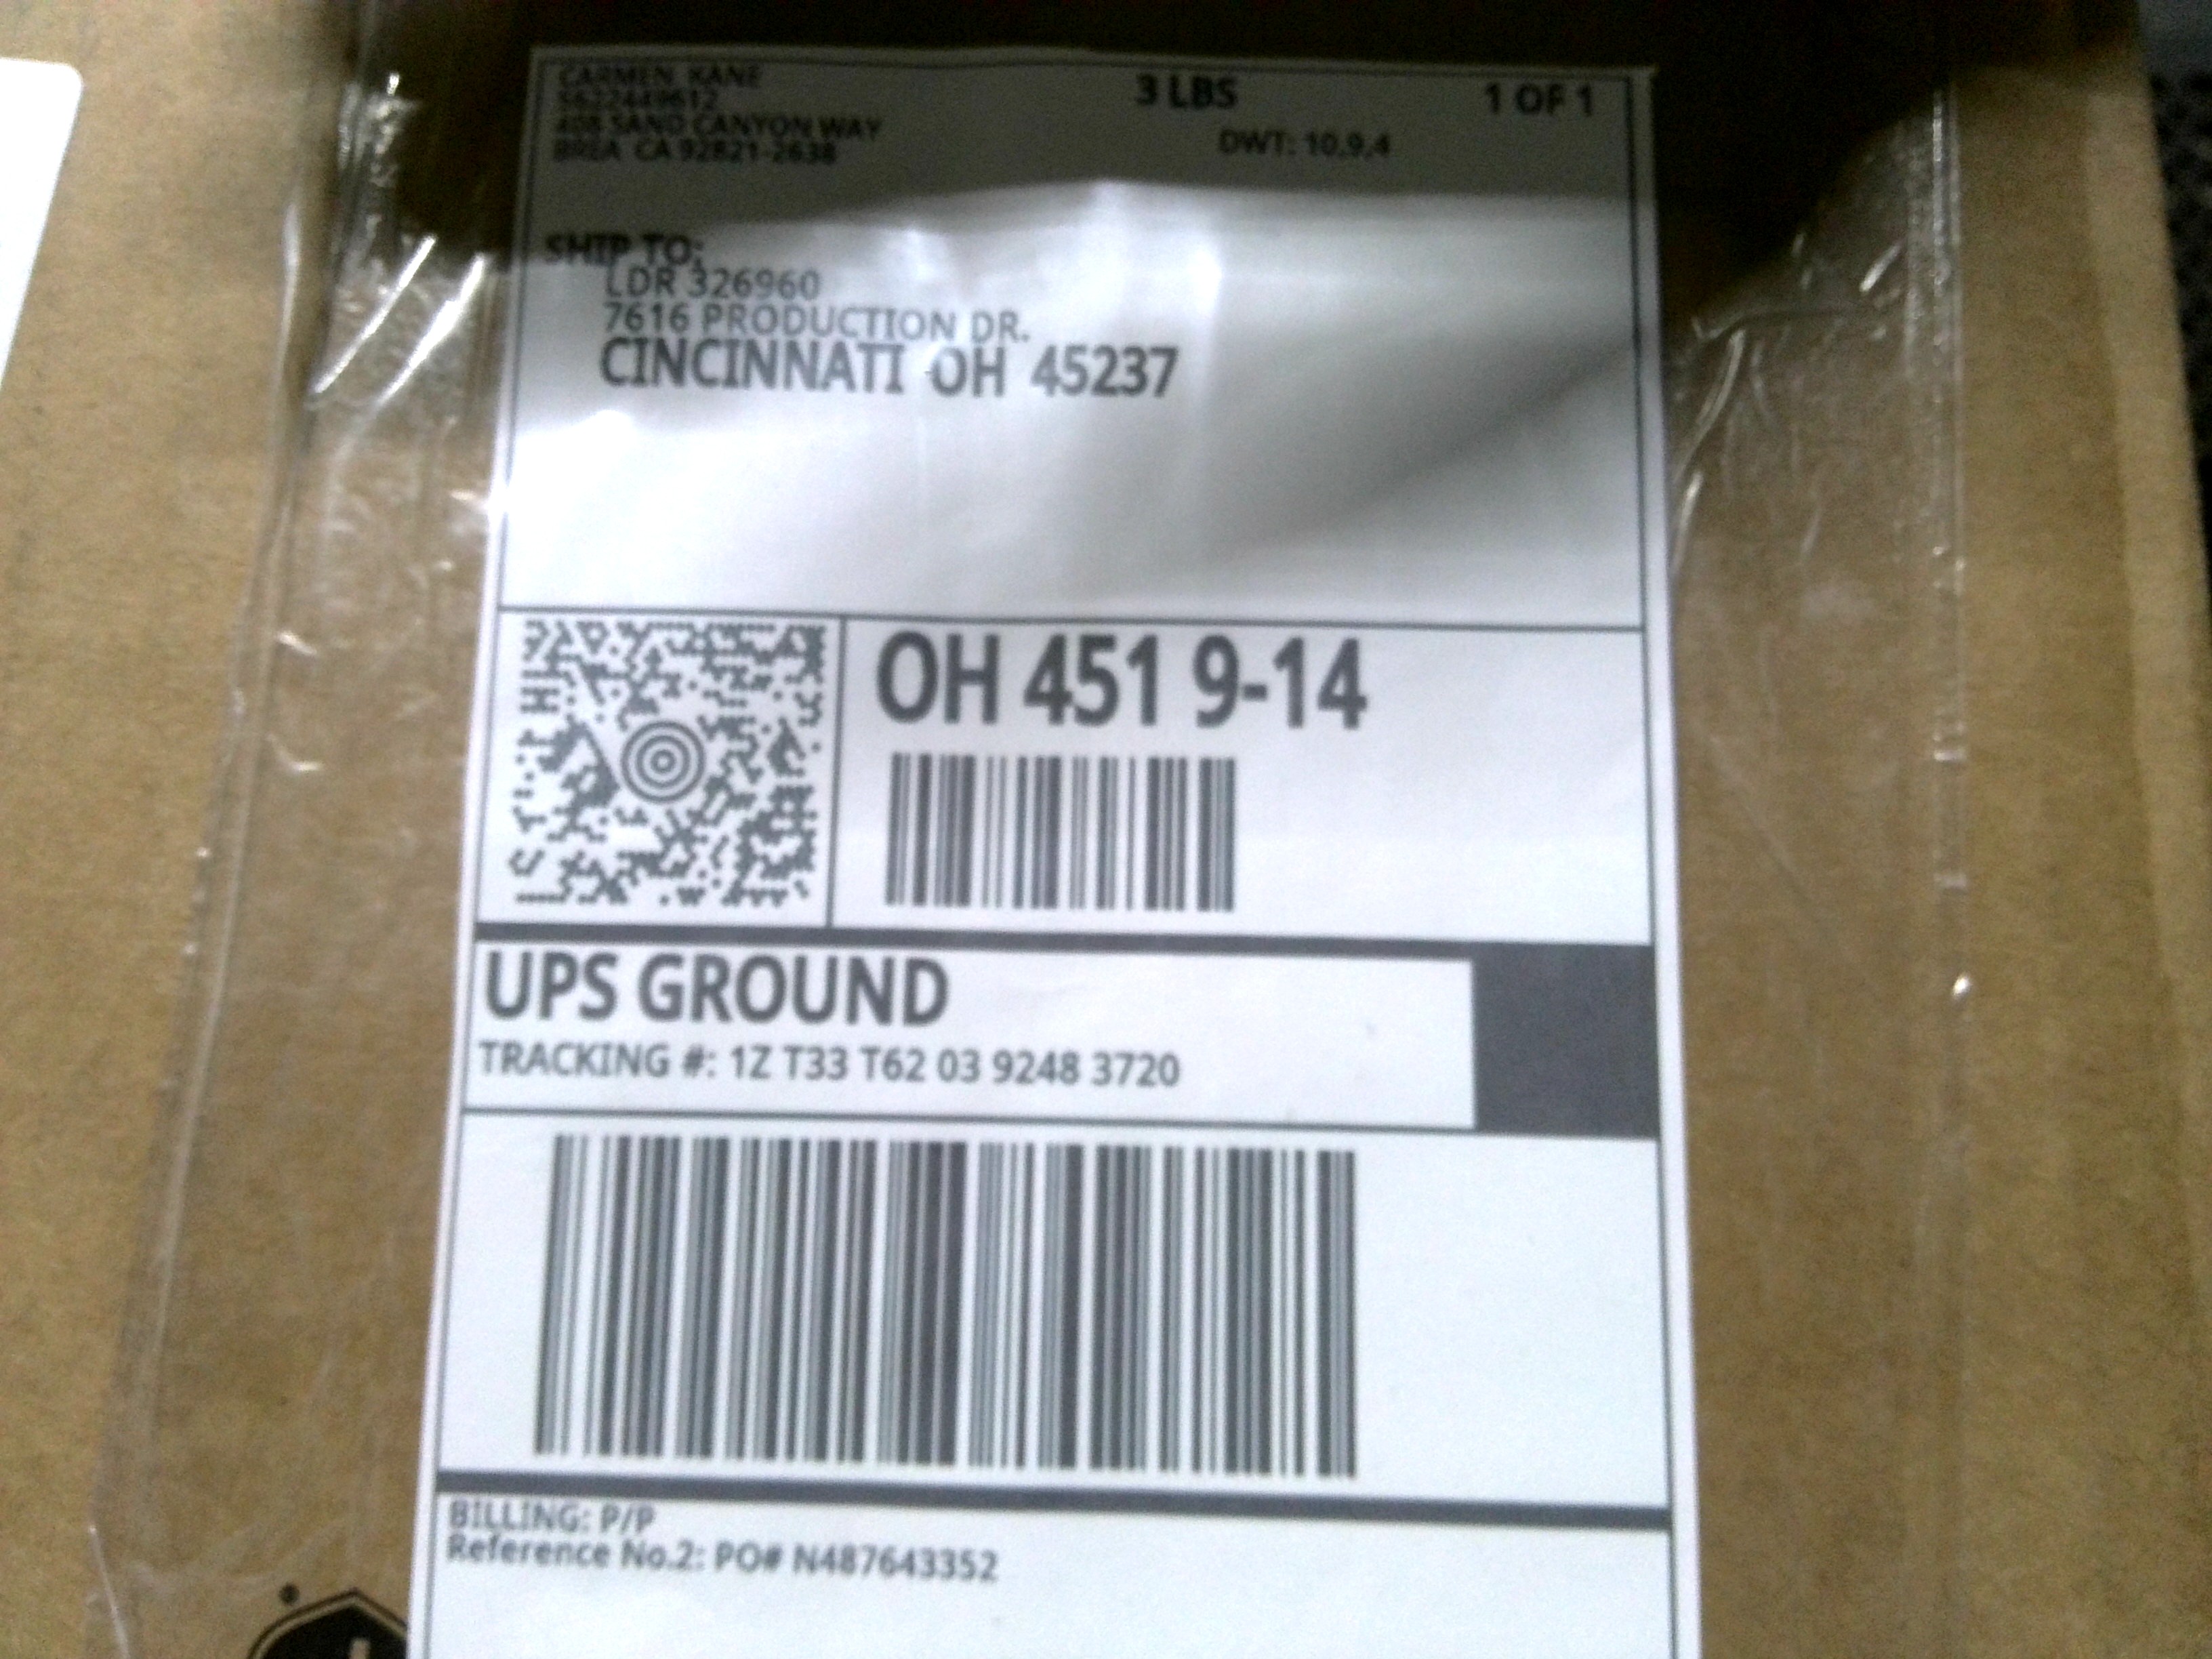 CARMEN KANE
5622449612
408 SAND CANYON WAY
BREA CA 92821-2638
3 LBS
1 OF 1
DWT: 10,9,4
SHIP TO:
LDR 326960
7616 PRODUCTION DR.
CINCINNATI OH 45237
OH 451 9-14
UPS GROUND
TRACKING #: 1Z T33 T62 03 9248 3720
BILLING: P/P
Reference No.2: PO# N487643352